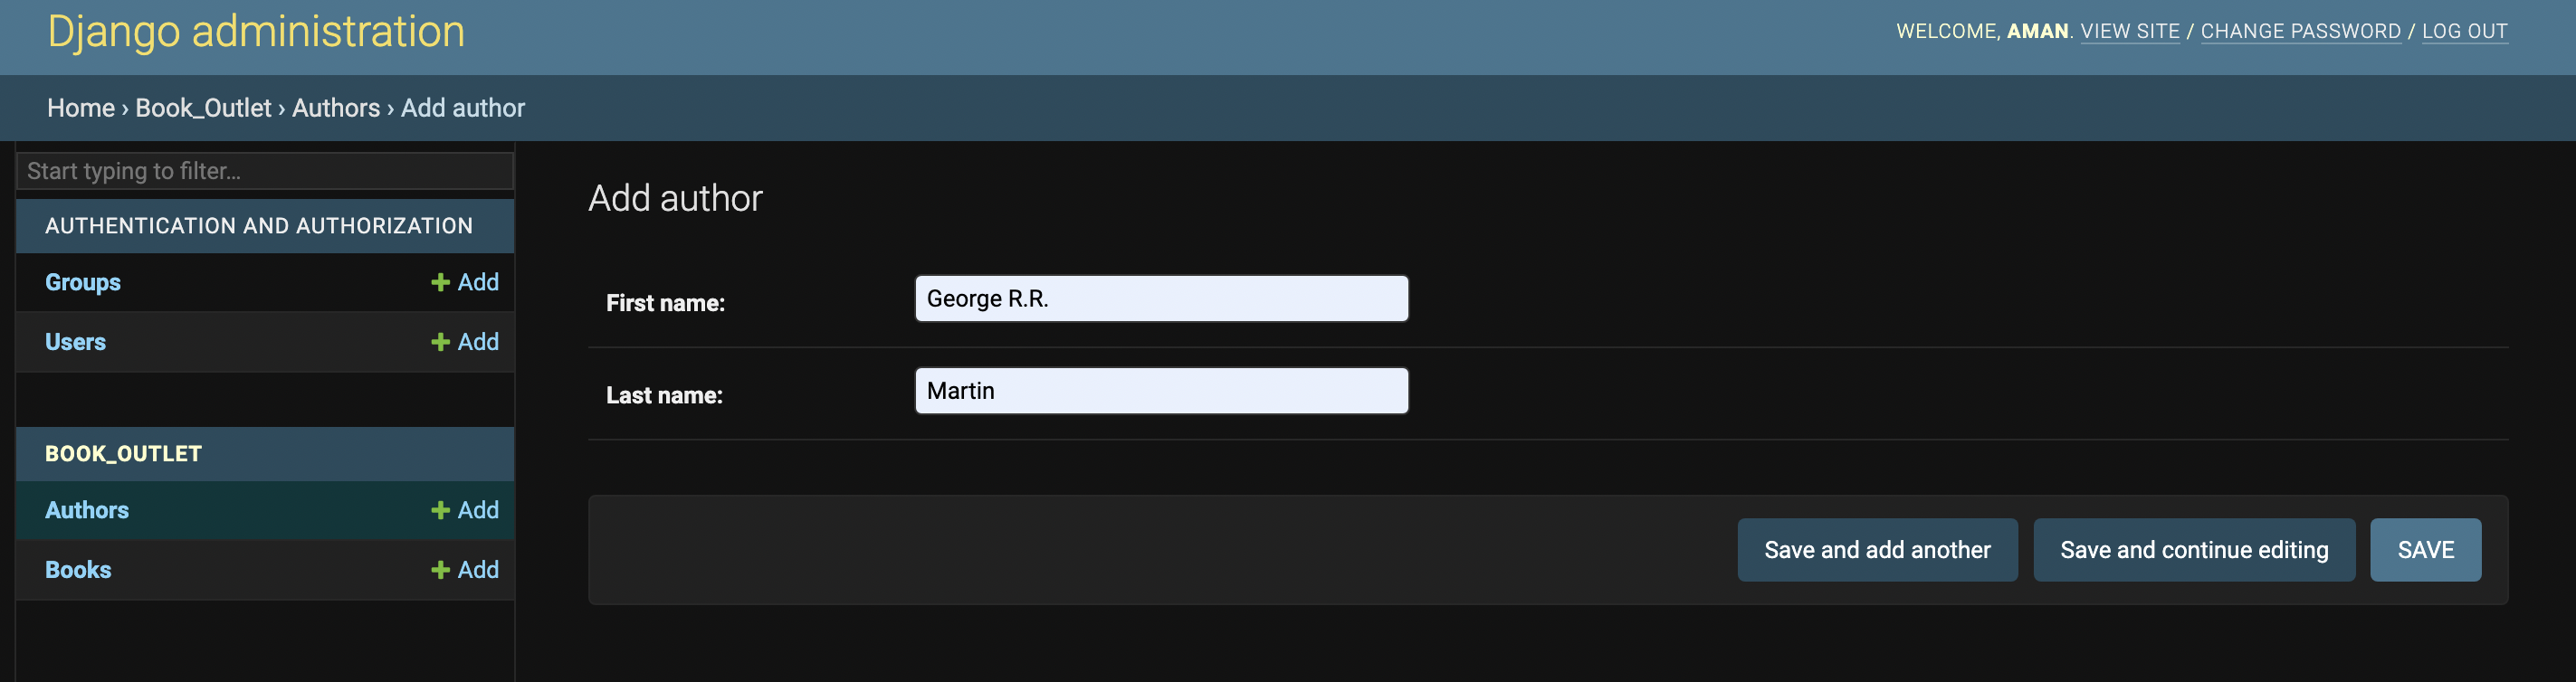 Django administration
WELCOME, AMAN. VIEW SITE / CHANGE PASSWORD / LOG OUT
Home › Book_Outlet › Authors › Add author
Start typing to filter...
AUTHENTICATION AND AUTHORIZATION
Groups + Add
Users + Add
BOOK_OUTLET
Authors + Add
Books + Add
Add author
First name: George R.R.
Last name: Martin
Save and add another Save and continue editing SAVE